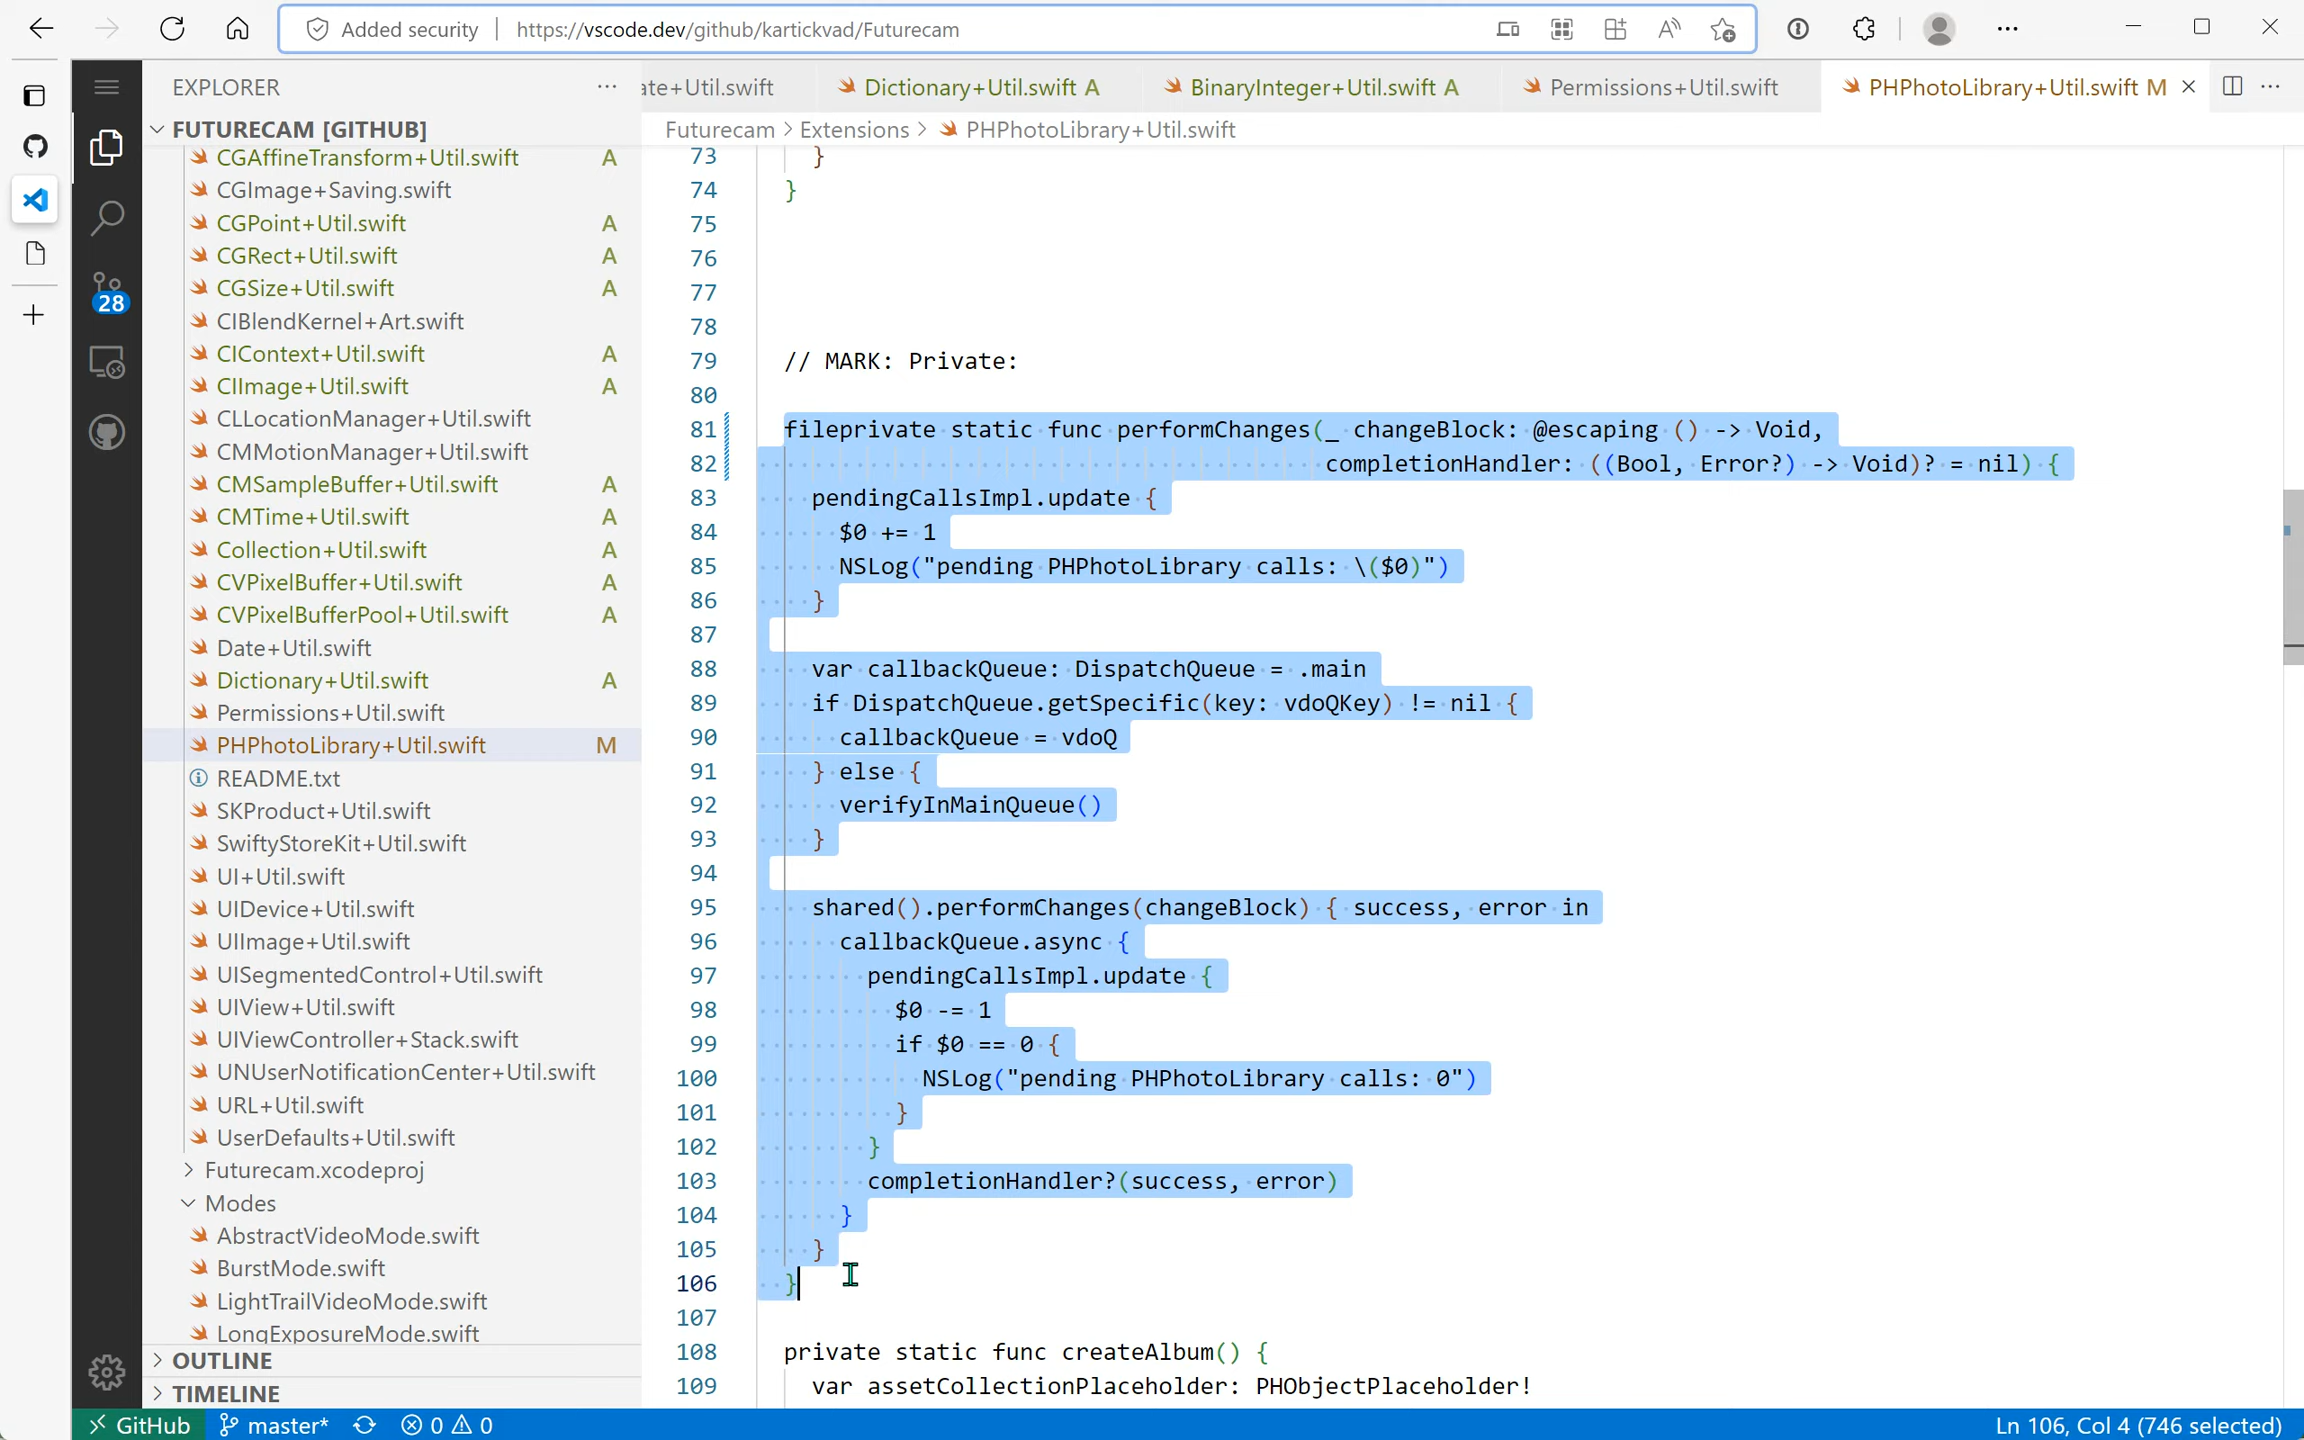 Added security
https://vscode.dev/github/kartickvad/Futurecam
EXPLORER
ate+Util.swift
Dictionary+Util.swift A
BinaryInteger+Util.swift A
Permissions+Util.swift
PHPhotoLibrary+Util.swift M
FUTURECAM [GITHUB]
Futurecam > Extensions > PHPhotoLibrary+Util.swift
CGAffineTransform+Util.swift A
CGImage+Saving.swift
CGPoint+Util.swift A
CGRect+Util.swift A
CGSize+Util.swift A
CIBlendKernel+Art.swift
CIContext+Util.swift A
CIImage+Util.swift A
CLLocationManager+Util.swift
CMMotionManager+Util.swift
CMSampleBuffer+Util.swift A
CMTime+Util.swift A
Collection+Util.swift A
CVPixelBuffer+Util.swift A
CVPixelBufferPool+Util.swift A
Date+Util.swift
Dictionary+Util.swift A
Permissions+Util.swift
PHPhotoLibrary+Util.swift M
README.txt
SKProduct+Util.swift
SwiftyStoreKit+Util.swift
UI+Util.swift
UIDevice+Util.swift
UIImage+Util.swift
UISegmentedControl+Util.swift
UIView+Util.swift
UIViewController+Stack.swift
UNUserNotificationCenter+Util.swift
URL+Util.swift
UserDefaults+Util.swift
Futurecam.xcodeproj
Modes
AbstractVideoMode.swift
BurstMode.swift
LightTrailVideoMode.swift
LongExposureMode.swift
OUTLINE
TIMELINE
28
73 }
74 }
75
76
77
78
79 // MARK: Private:
80
81 fileprivate static func performChanges(_ changeBlock: @escaping () -> Void,
82 completionHandler: ((Bool, Error?) -> Void)? = nil) {
83 pendingCallsImpl.update {
84 $0 += 1
85 NSLog("pending PHPhotoLibrary calls: \($0)")
86 }
87
88 var callbackQueue: DispatchQueue = .main
89 if DispatchQueue.getSpecific(key: vdoQKey) != nil {
90 callbackQueue = vdoQ
91 } else {
92 verifyInMainQueue()
93 }
94
95 shared().performChanges(changeBlock) { success, error in
96 callbackQueue.async {
97 pendingCallsImpl.update {
98 $0 -= 1
99 if $0 == 0 {
100 NSLog("pending PHPhotoLibrary calls: 0")
101 }
102 }
103 completionHandler?(success, error)
104 }
105 }
106 }
107
108 private static func createAlbum() {
109 var assetCollectionPlaceholder: PHObjectPlaceholder!
GitHub master* 0 0
Ln 106, Col 4 (746 selected)